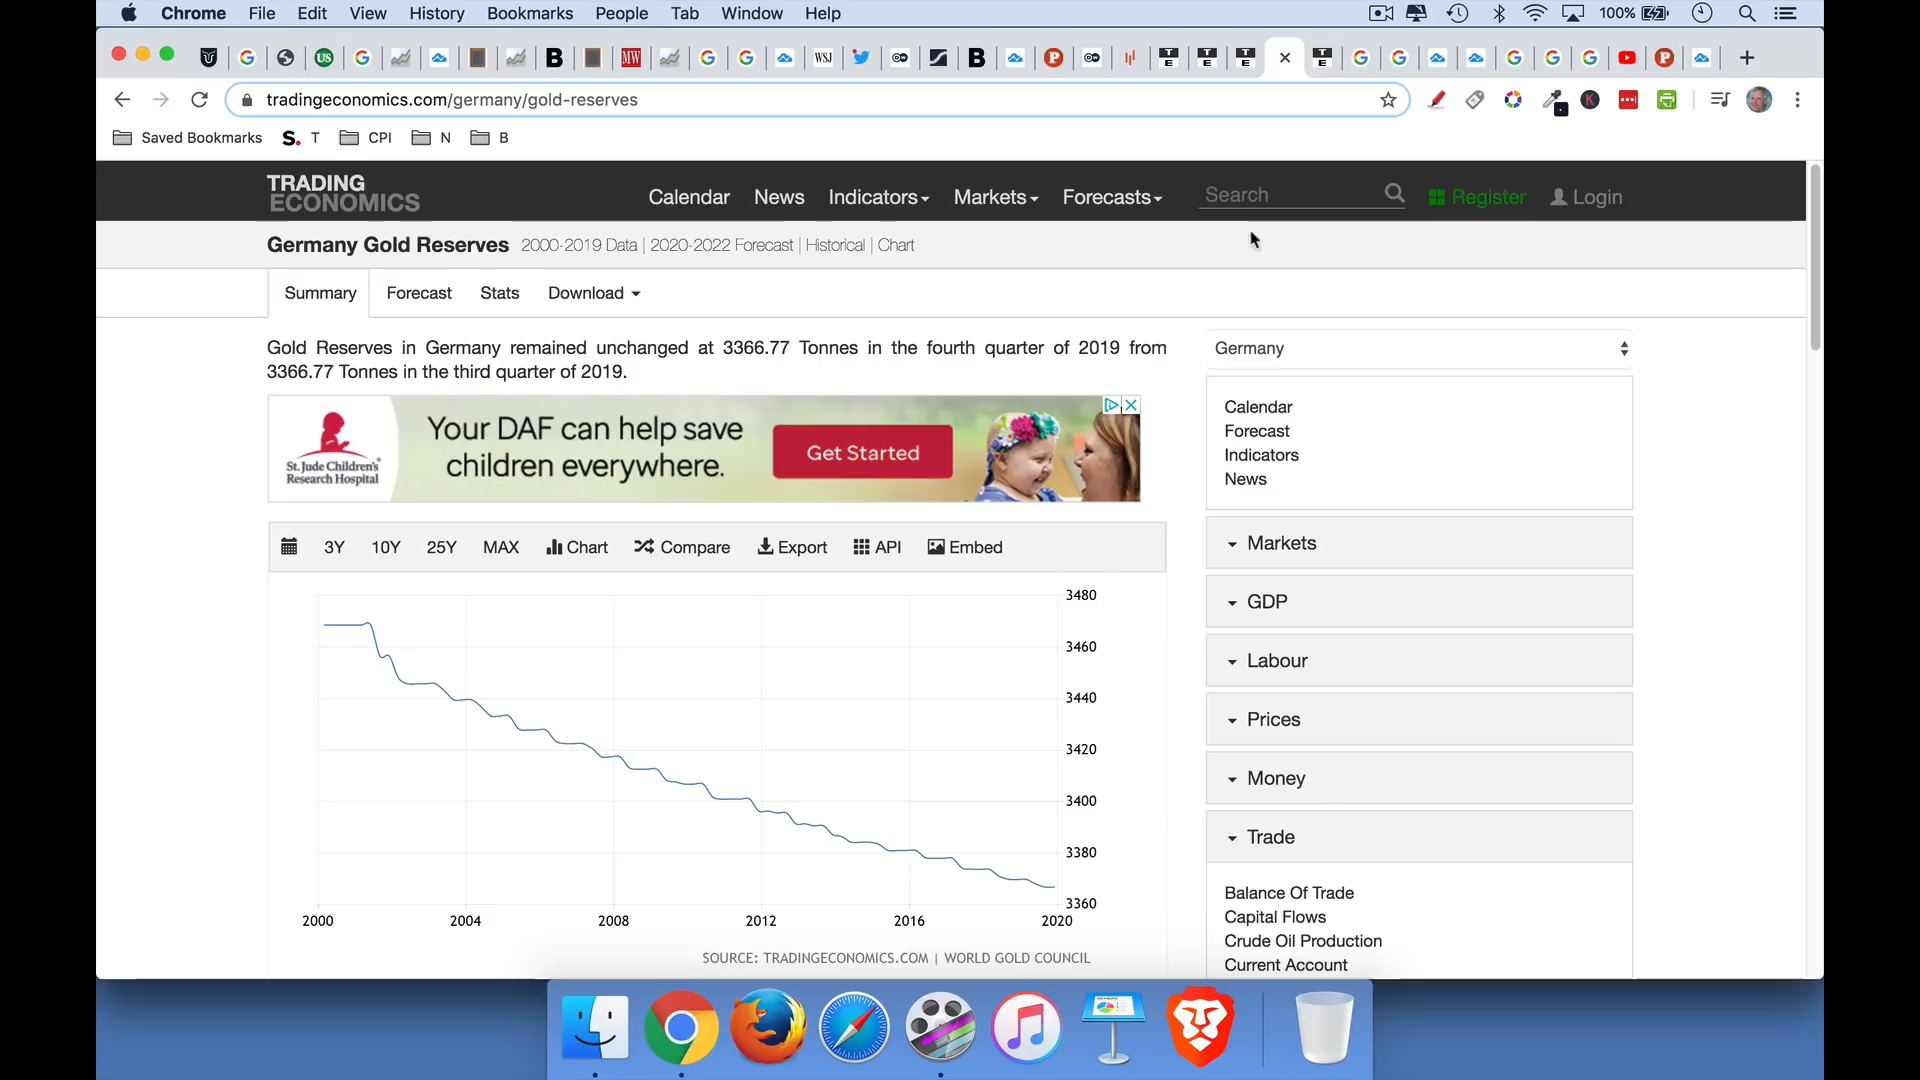 Chrome File Edit View History Bookmarks People Tab Window Help 100%
tradingeconomics.com/germany/gold-reserves
Saved Bookmarks S. T CPI N B
TRADING
ECONOMICS
Calendar News Indicators Markets Forecasts Search Register Login
Germany Gold Reserves 2000-2019 Data | 2020-2022 Forecast | Historical | Chart
Summary Forecast Stats Download
Gold Reserves in Germany remained unchanged at 3366.77 Tonnes in the fourth quarter of 2019 from
3366.77 Tonnes in the third quarter of 2019.
St. Jude Children's
Research Hospital
Your DAF can help save
children everywhere.
Get Started
3Y 10Y 25Y MAX Chart Compare Export API Embed
3480
3460
3440
3420
3400
3380
3360
2000 2004 2008 2012 2016 2020
SOURCE: TRADINGECONOMICS.COM | WORLD GOLD COUNCIL
Germany
Calendar
Forecast
Indicators
News
Markets
GDP
Labour
Prices
Money
Trade
Balance Of Trade
Capital Flows
Crude Oil Production
Current Account